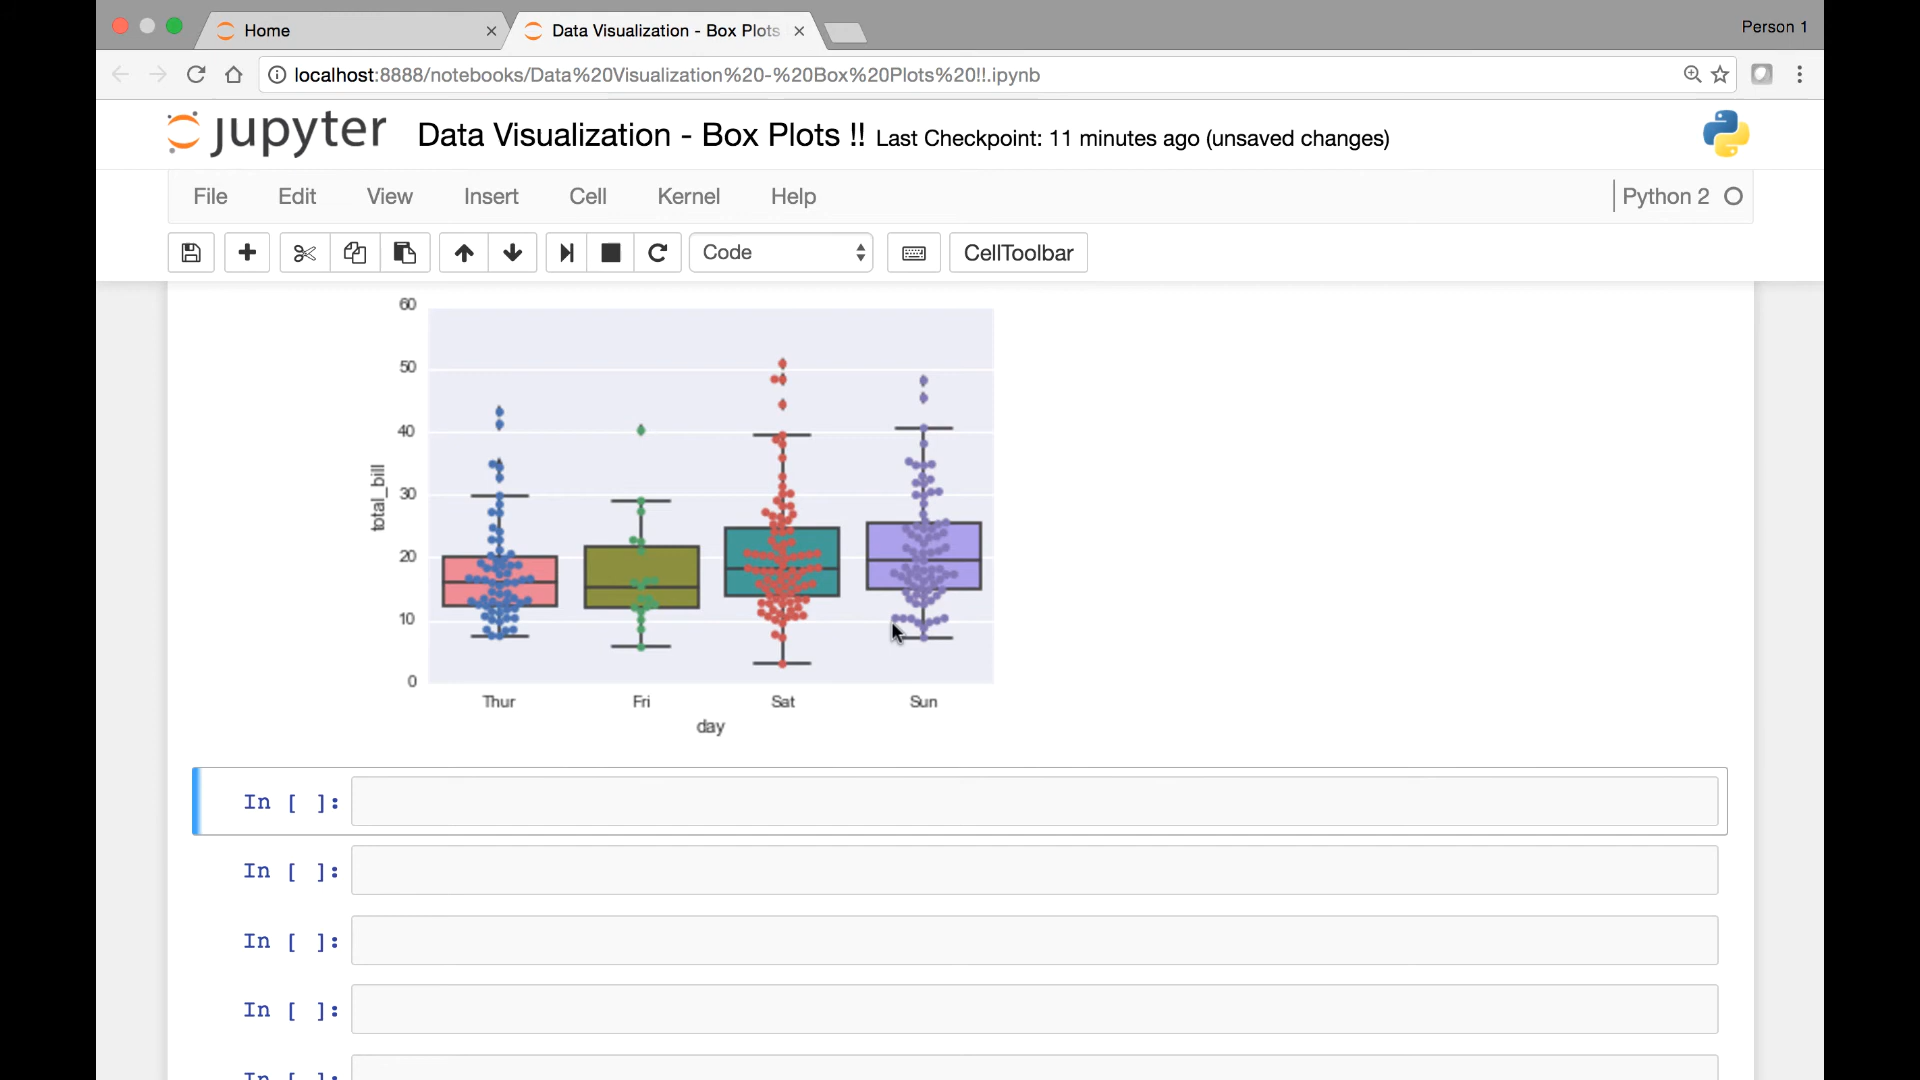 Home
Data Visualization - Box Plots
Person 1
localhost:8888/notebooks/Data%20Visualization%20-%20Box%20Plots%20!!.ipynb
jupyter
Data Visualization - Box Plots !! Last Checkpoint: 11 minutes ago (unsaved changes)
File Edit View Insert Cell Kernel Help
Python 2
Code
CellToolbar
60
50
40
30
20
10
0
total_bill
Thur Fri Sat Sun
day
In [ ]:
In [ ]:
In [ ]:
In [ ]:
In [ ]: